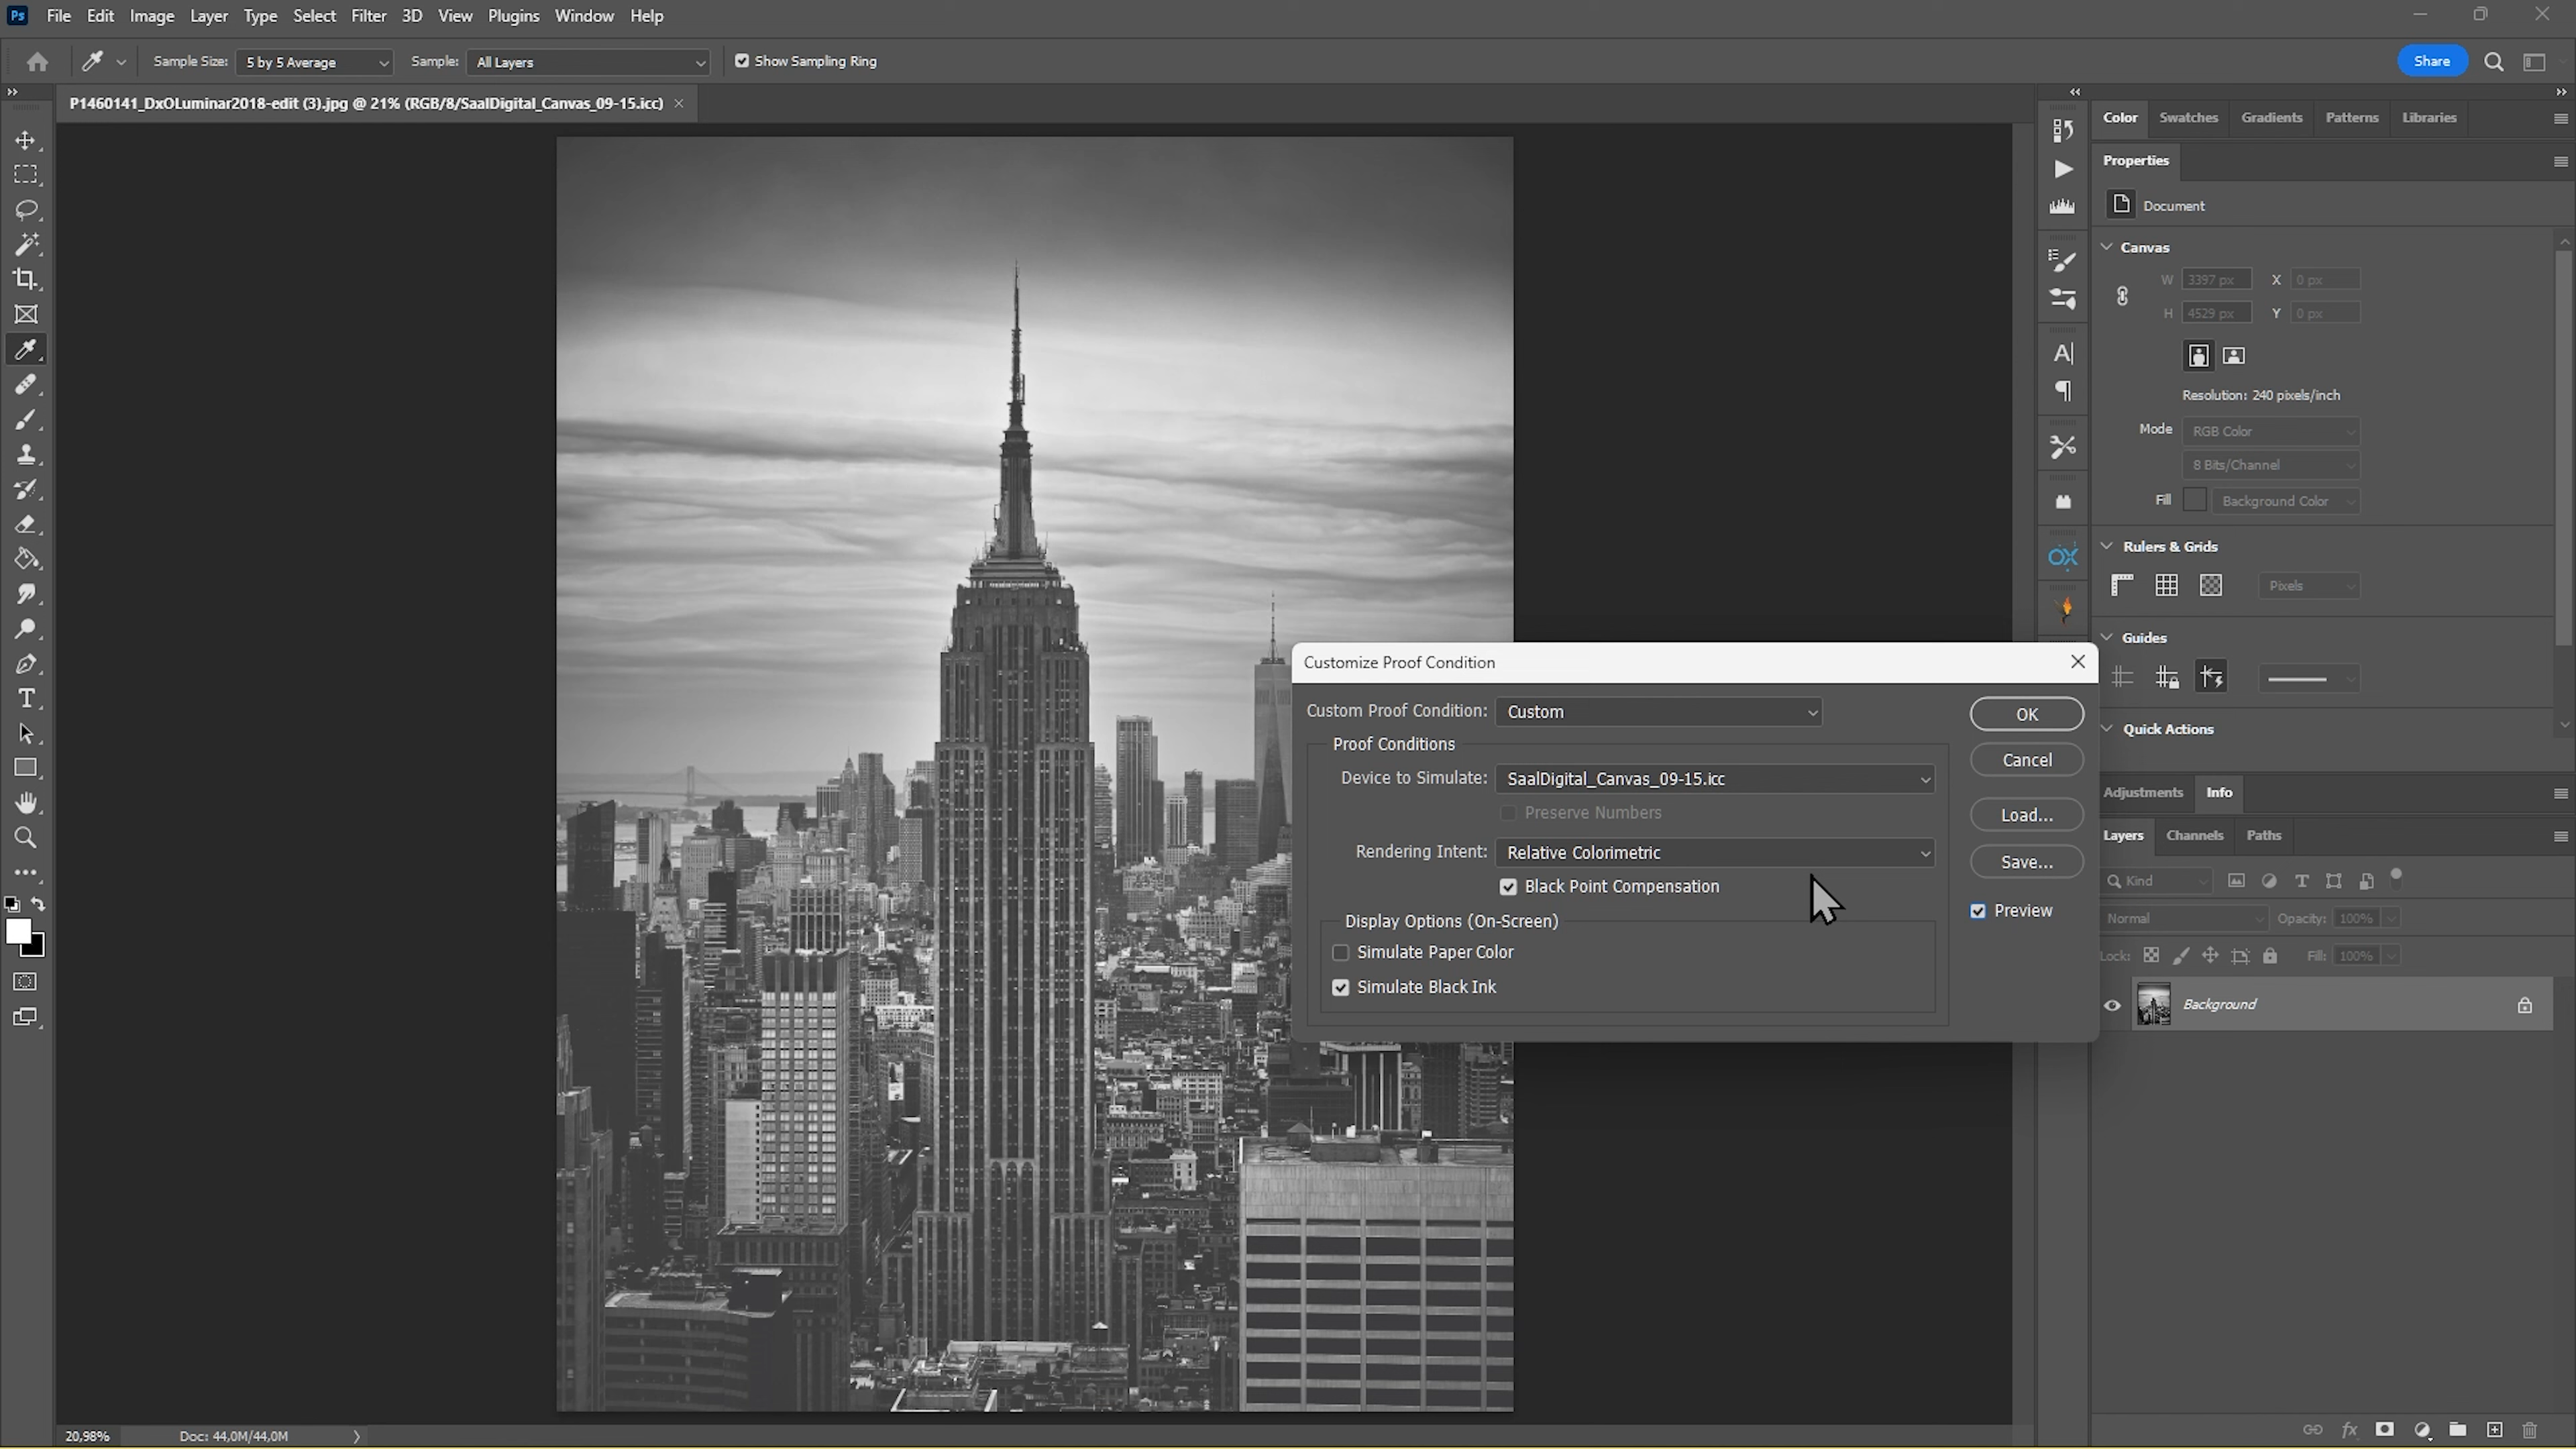 Ps File Edit Image Layer Type Select Filter 3D View Plugins Window Help
Sample Size: 5 by 5 Average Sample: All Layers Show Sampling Ring Share
P1460141_DxOLuminar2018-edit (3).jpg @ 21% (RGB/8/SaalDigital_Canvas_09-15.icc)
Color Swatches Gradients Patterns Libraries
Properties
Document
Canvas
W 3397 px X 0 px
H 4529 px Y 0 px
Resolution: 240 pixels/inch
Mode RGB Color
8 Bits/Channel
Fill Background Color
Rulers & Grids
Pixels
Guides
Quick Actions
Customize Proof Condition
Custom Proof Condition: Custom OK
Proof Conditions
Device to Simulate: SaalDigital_Canvas_09-15.icc Cancel
Preserve Numbers Load...
Rendering Intent: Relative Colorimetric Save...
Black Point Compensation
Preview
Display Options (On-Screen)
Simulate Paper Color
Simulate Black Ink
Adjustments Info
Layers Channels Paths
Kind
Normal Opacity: 100%
Lock: Fill: 100%
Background
20,98% Doc: 44,0M/44,0M